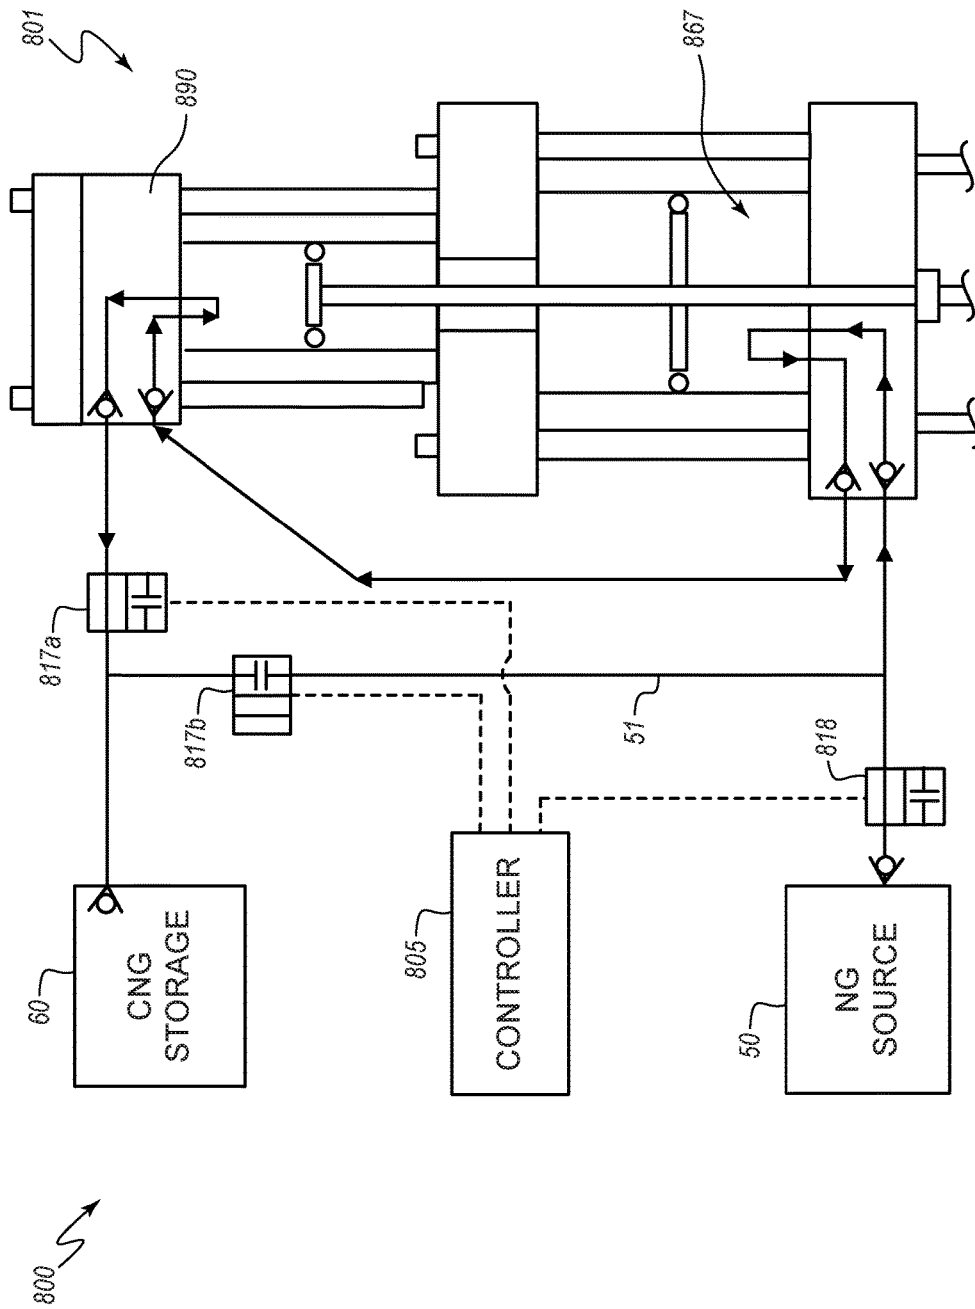 800
801
890
867
817a
817b
51
818
60
CNG
STORAGE
805
CONTROLLER
50
NG
SOURCE